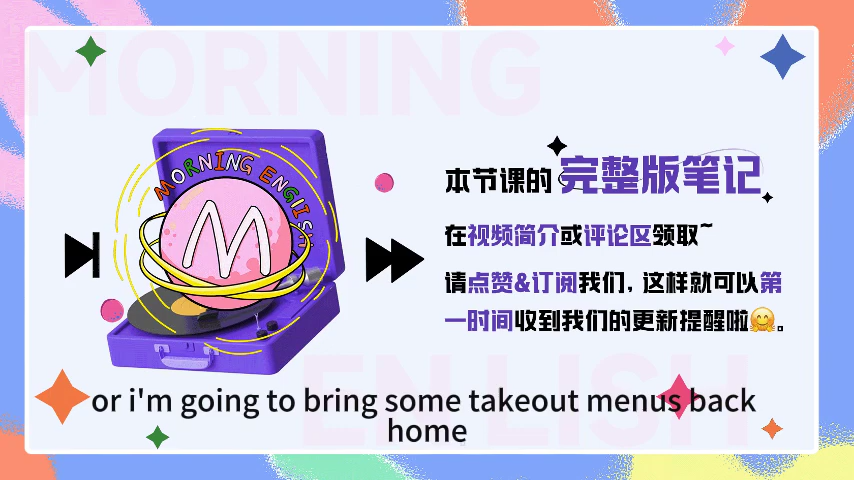 MORNING
MORNING ENGLISH
M
本节课的 完整版笔记
在视频简介或评论区领取~
请点赞&订阅我们，这样就可以第
一时间收到我们的更新提醒啦🤗。
EN LISH
or i'm going to bring some takeout menus back
home